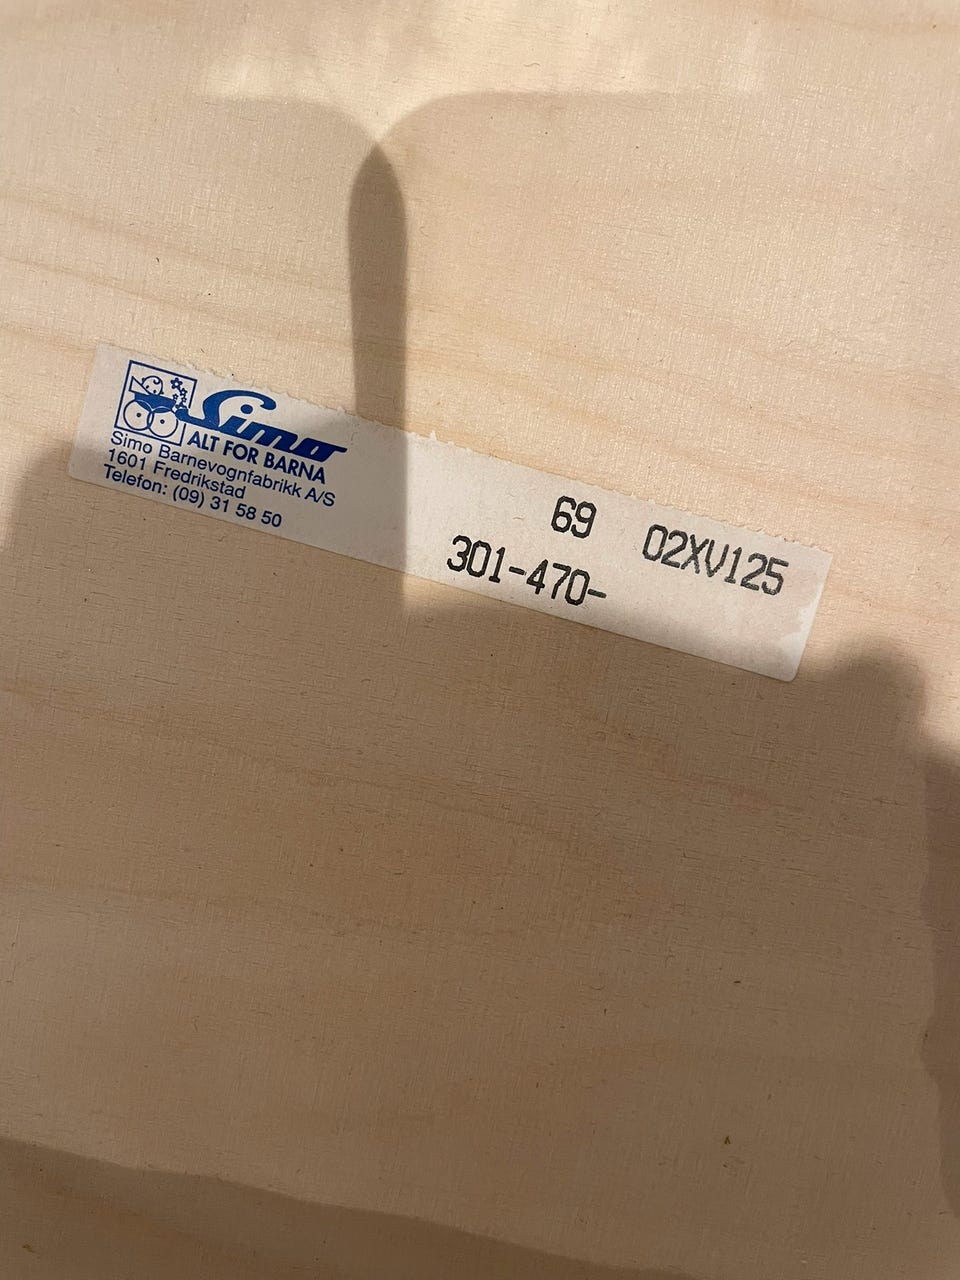 Simo
ALT FOR BARNA
Simo Barnevognfabrikk A/S
1601 Fredrikstad
Telefon: (09) 31 58 50
69 02XV125
301-470-